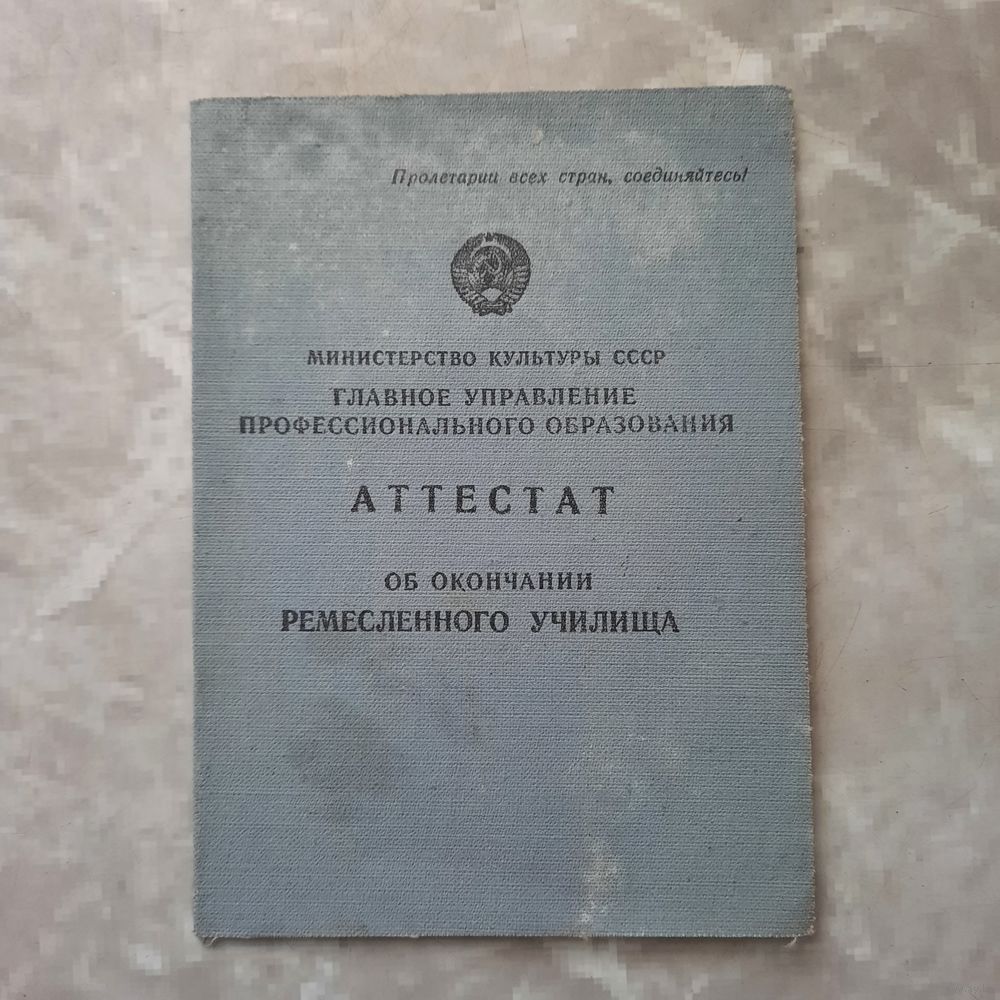 Пролетарии всех стран, соединяйтесь!
МИНИСТЕРСТВО КУЛЬТУРЫ СССР
ГЛАВНОЕ УПРАВЛЕНИЕ
ПРОФЕССИОНАЛЬНОГО ОБРАЗОВАНИЯ
АТТЕСТАТ
ОБ ОКОНЧАНИИ
РЕМЕСЛЕННОГО УЧИЛИЩА